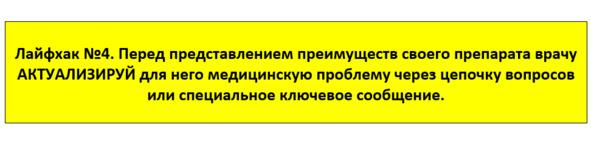 Лайфхак №4. Перед представлением преимуществ своего препарата врачу
АКТУАЛИЗИРУЙ для него медицинскую проблему через цепочку вопросов
или специальное ключевое сообщение.